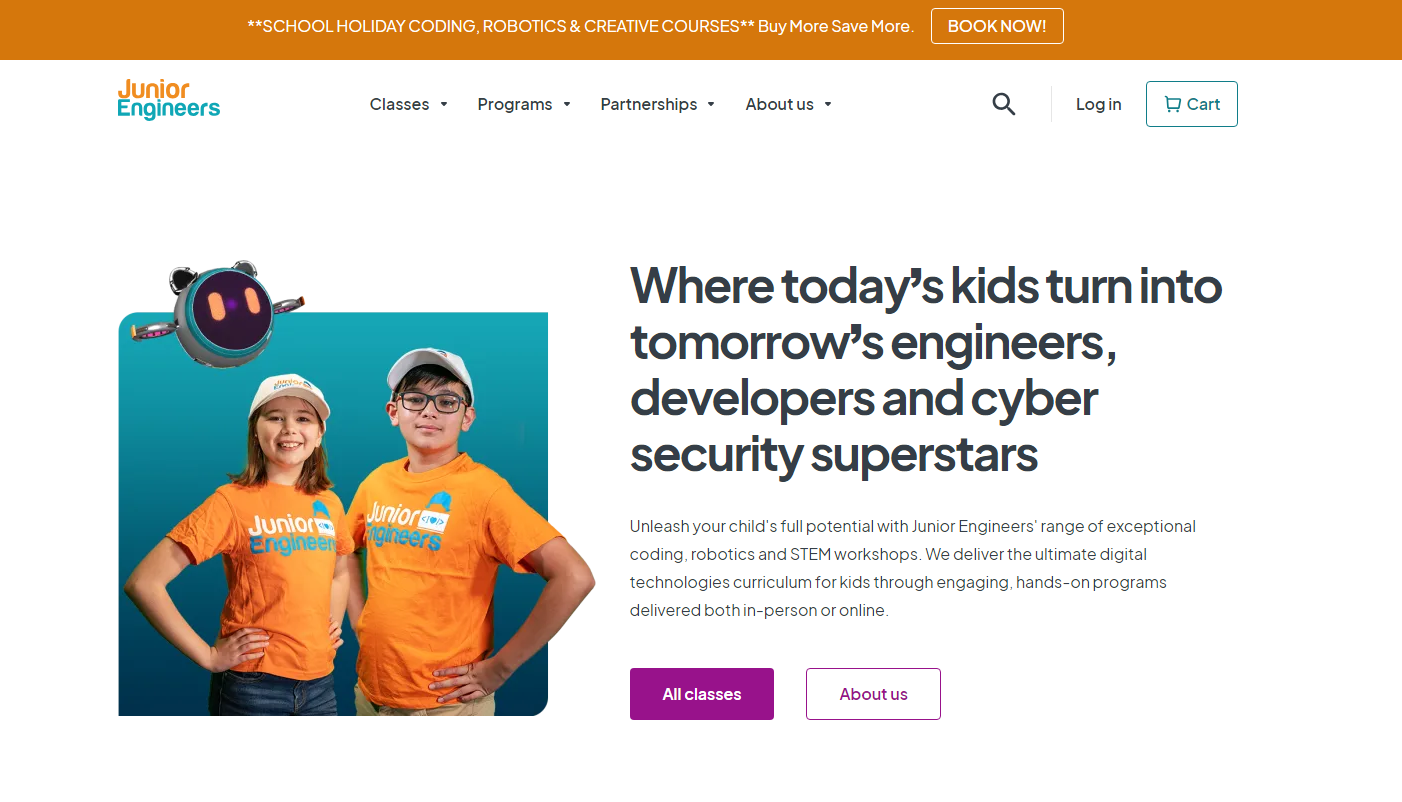 **SCHOOL HOLIDAY CODING, ROBOTICS & CREATIVE COURSES** Buy More Save More.
BOOK NOW!
Junior
Engineers
Classes
Programs
Partnerships
About us
Log in
Cart
Where today's kids turn into
tomorrow's engineers,
developers and cyber
security superstars
Junior
Engineers
Junior
Engineers
Unleash your child's full potential with Junior Engineers' range of exceptional
coding, robotics and STEM workshops. We deliver the ultimate digital
technologies curriculum for kids through engaging, hands-on programs
delivered both in-person or online.
All classes
About us